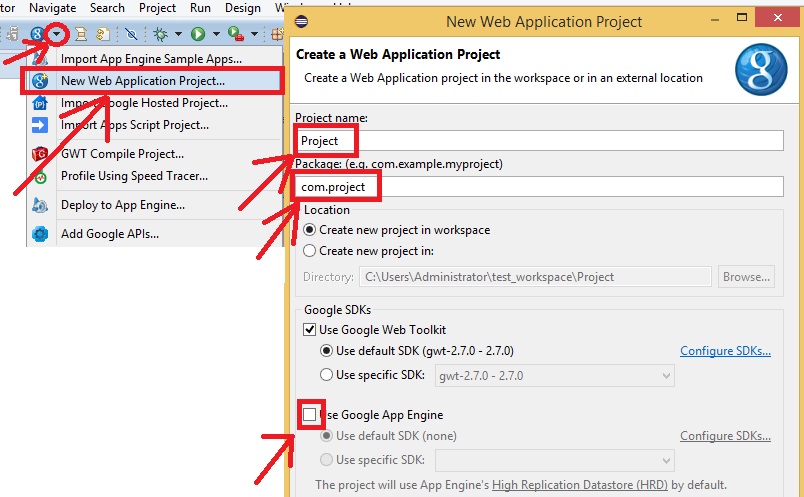 Navigate Search Project Run Design Window
Import App Engine Sample Apps...
New Web Application Project...
Import Google Hosted Project...
Import Apps Script Project...
GWT Compile Project...
Profile Using Speed Tracer...
Deploy to App Engine...
Add Google APIs...
New Web Application Project
Create a Web Application Project
Create a Web Application project in the workspace or in an external location
Project name:
Project
Package: (e.g. com.example.myproject)
com.project
Location
Create new project in workspace
Create new project in:
Directory: C:\Users\Administrator\test_workspace\Project Browse...
Google SDKs
Use Google Web Toolkit
Use default SDK (gwt-2.7.0 - 2.7.0) Configure SDKs...
Use specific SDK: gwt-2.7.0 - 2.7.0
Use Google App Engine
Use default SDK (none) Configure SDKs...
Use specific SDK:
The project will use App Engine's High Replication Datastore (HRD) by default.